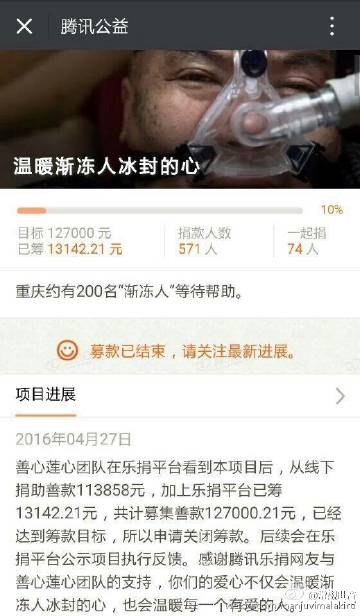 腾讯公益
温暖渐冻人冰封的心
10%
目标 127000 元
已筹 13142.21 元
捐款人数
571 人
一起捐
74 人
重庆约有200名“渐冻人”等待帮助。
募款已结束，请关注最新进展。
项目进展
2016年04月27日
善心莲心团队在乐捐平台看到本项目后，从线下
捐助善款113858元，加上乐捐平台已筹
13142.21元，共计募集善款127000.21元，已经
达到筹款目标，所以申请关闭筹款。后续会在乐
捐平台公示项目执行反馈。感谢腾讯乐捐网友与
善心莲心团队的支持，你们的爱心不会温暖渐
冻人冰封的心，也会温暖每一个有爱的人。